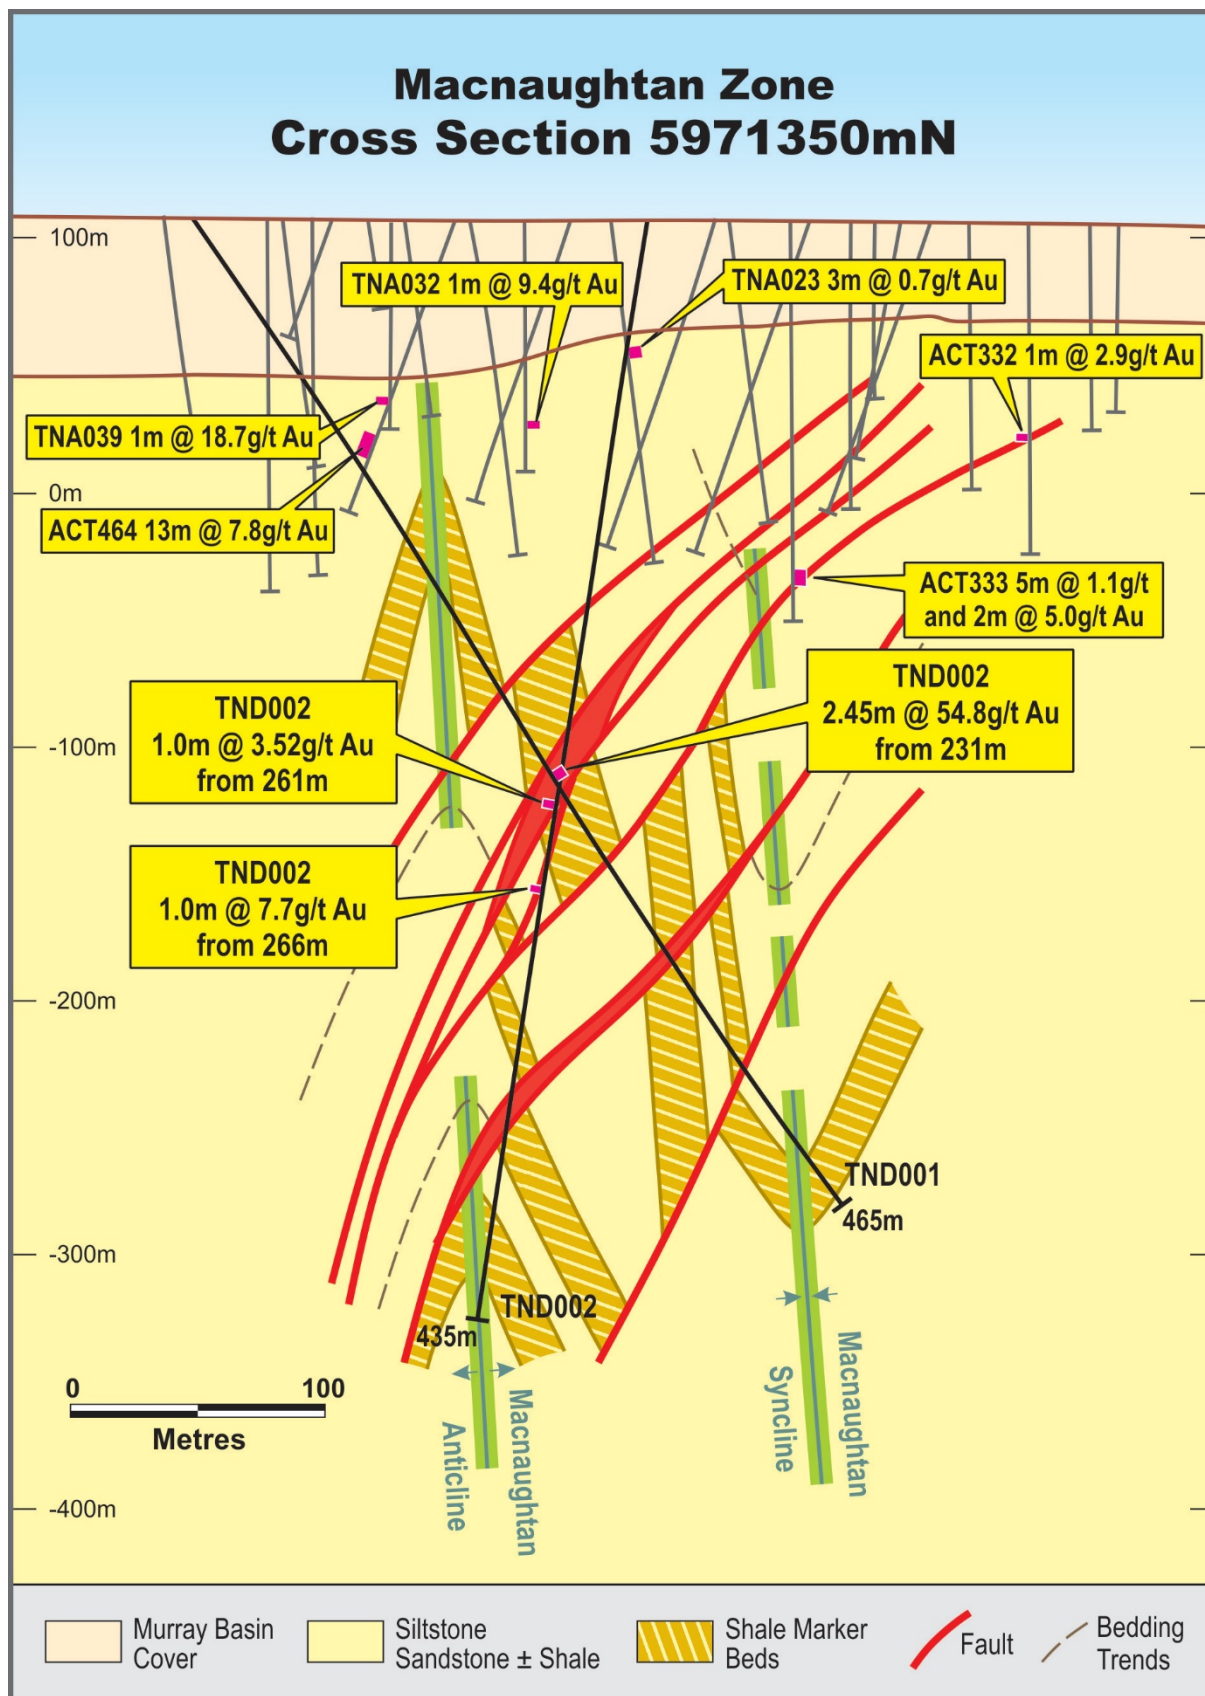 Macnaughtan Zone
Cross Section 5971350mN
100m
TNA032 1m @ 9.4g/t Au
TNA023 3m @ 0.7g/t Au
ACT332 1m @ 2.9g/t Au
TNA039 1m @ 18.7g/t Au
0m
ACT464 13m @ 7.8g/t Au
ACT333 5m @ 1.1g/t
and 2m @ 5.0g/t Au
TND002
2.45m @ 54.8g/t Au
from 231m
TND002
1.0m @ 3.52g/t Au
from 261m
-100m
TND002
1.0m @ 7.7g/t Au
from 266m
-200m
TND001
465m
-300m
TND002
435m
0 100
Metres
Macnaughtan
Anticline
Macnaughtan
Syncline
-400m
Murray Basin
Cover
Siltstone
Sandstone ± Shale
Shale Marker
Beds
Fault
Bedding
Trends